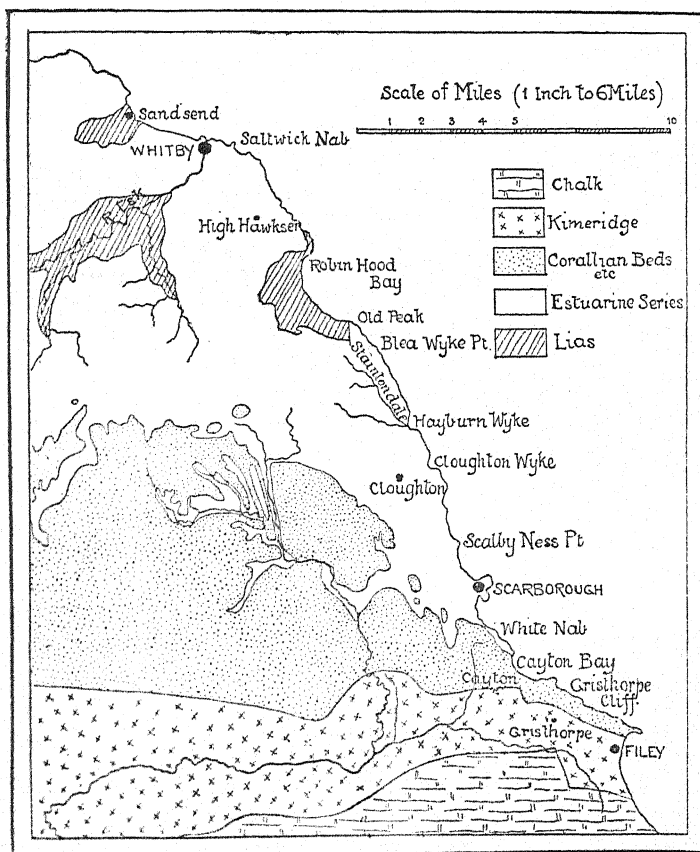 Scale of Miles (1 Inch to 6 Miles)
1 2 3 4 5 10
Sandsend
WHITBY
Saltwick Nab
High Hawkser
Robin Hood
Bay
Old Peak
Blea Wyke Pt.
Staintondale
Hayburn Wyke
Cloughton Wyke
Cloughton
Scalby Ness Pt
SCARBOROUGH
White Nab
Cayton Bay
Cayton
Gristhorpe
Cliff.
Gristhorpe
FILEY
Chalk
Kimeridge
Corallian Beds
etc
Estuarine Series
Lias